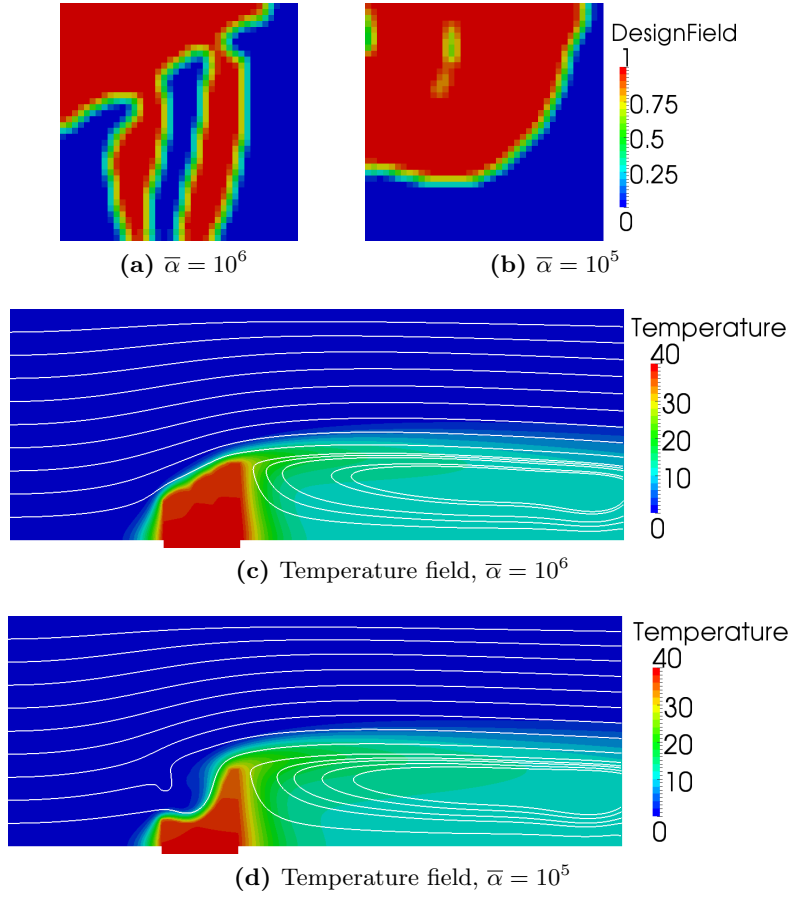 DesignField
1
0.75
0.5
0.25
0
(a) α̅ = 10⁶
(b) α̅ = 10⁵
Temperature
40
30
20
10
0
(c) Temperature field, α̅ = 10⁶
Temperature
40
30
20
10
0
(d) Temperature field, α̅ = 10⁵